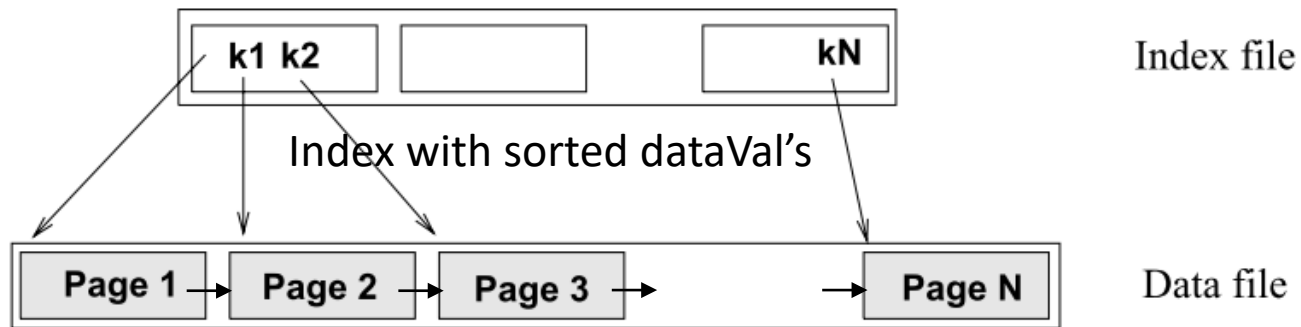 k1 k2 kN Index file
Index with sorted dataVal's
Page 1 Page 2 Page 3 Page N Data file